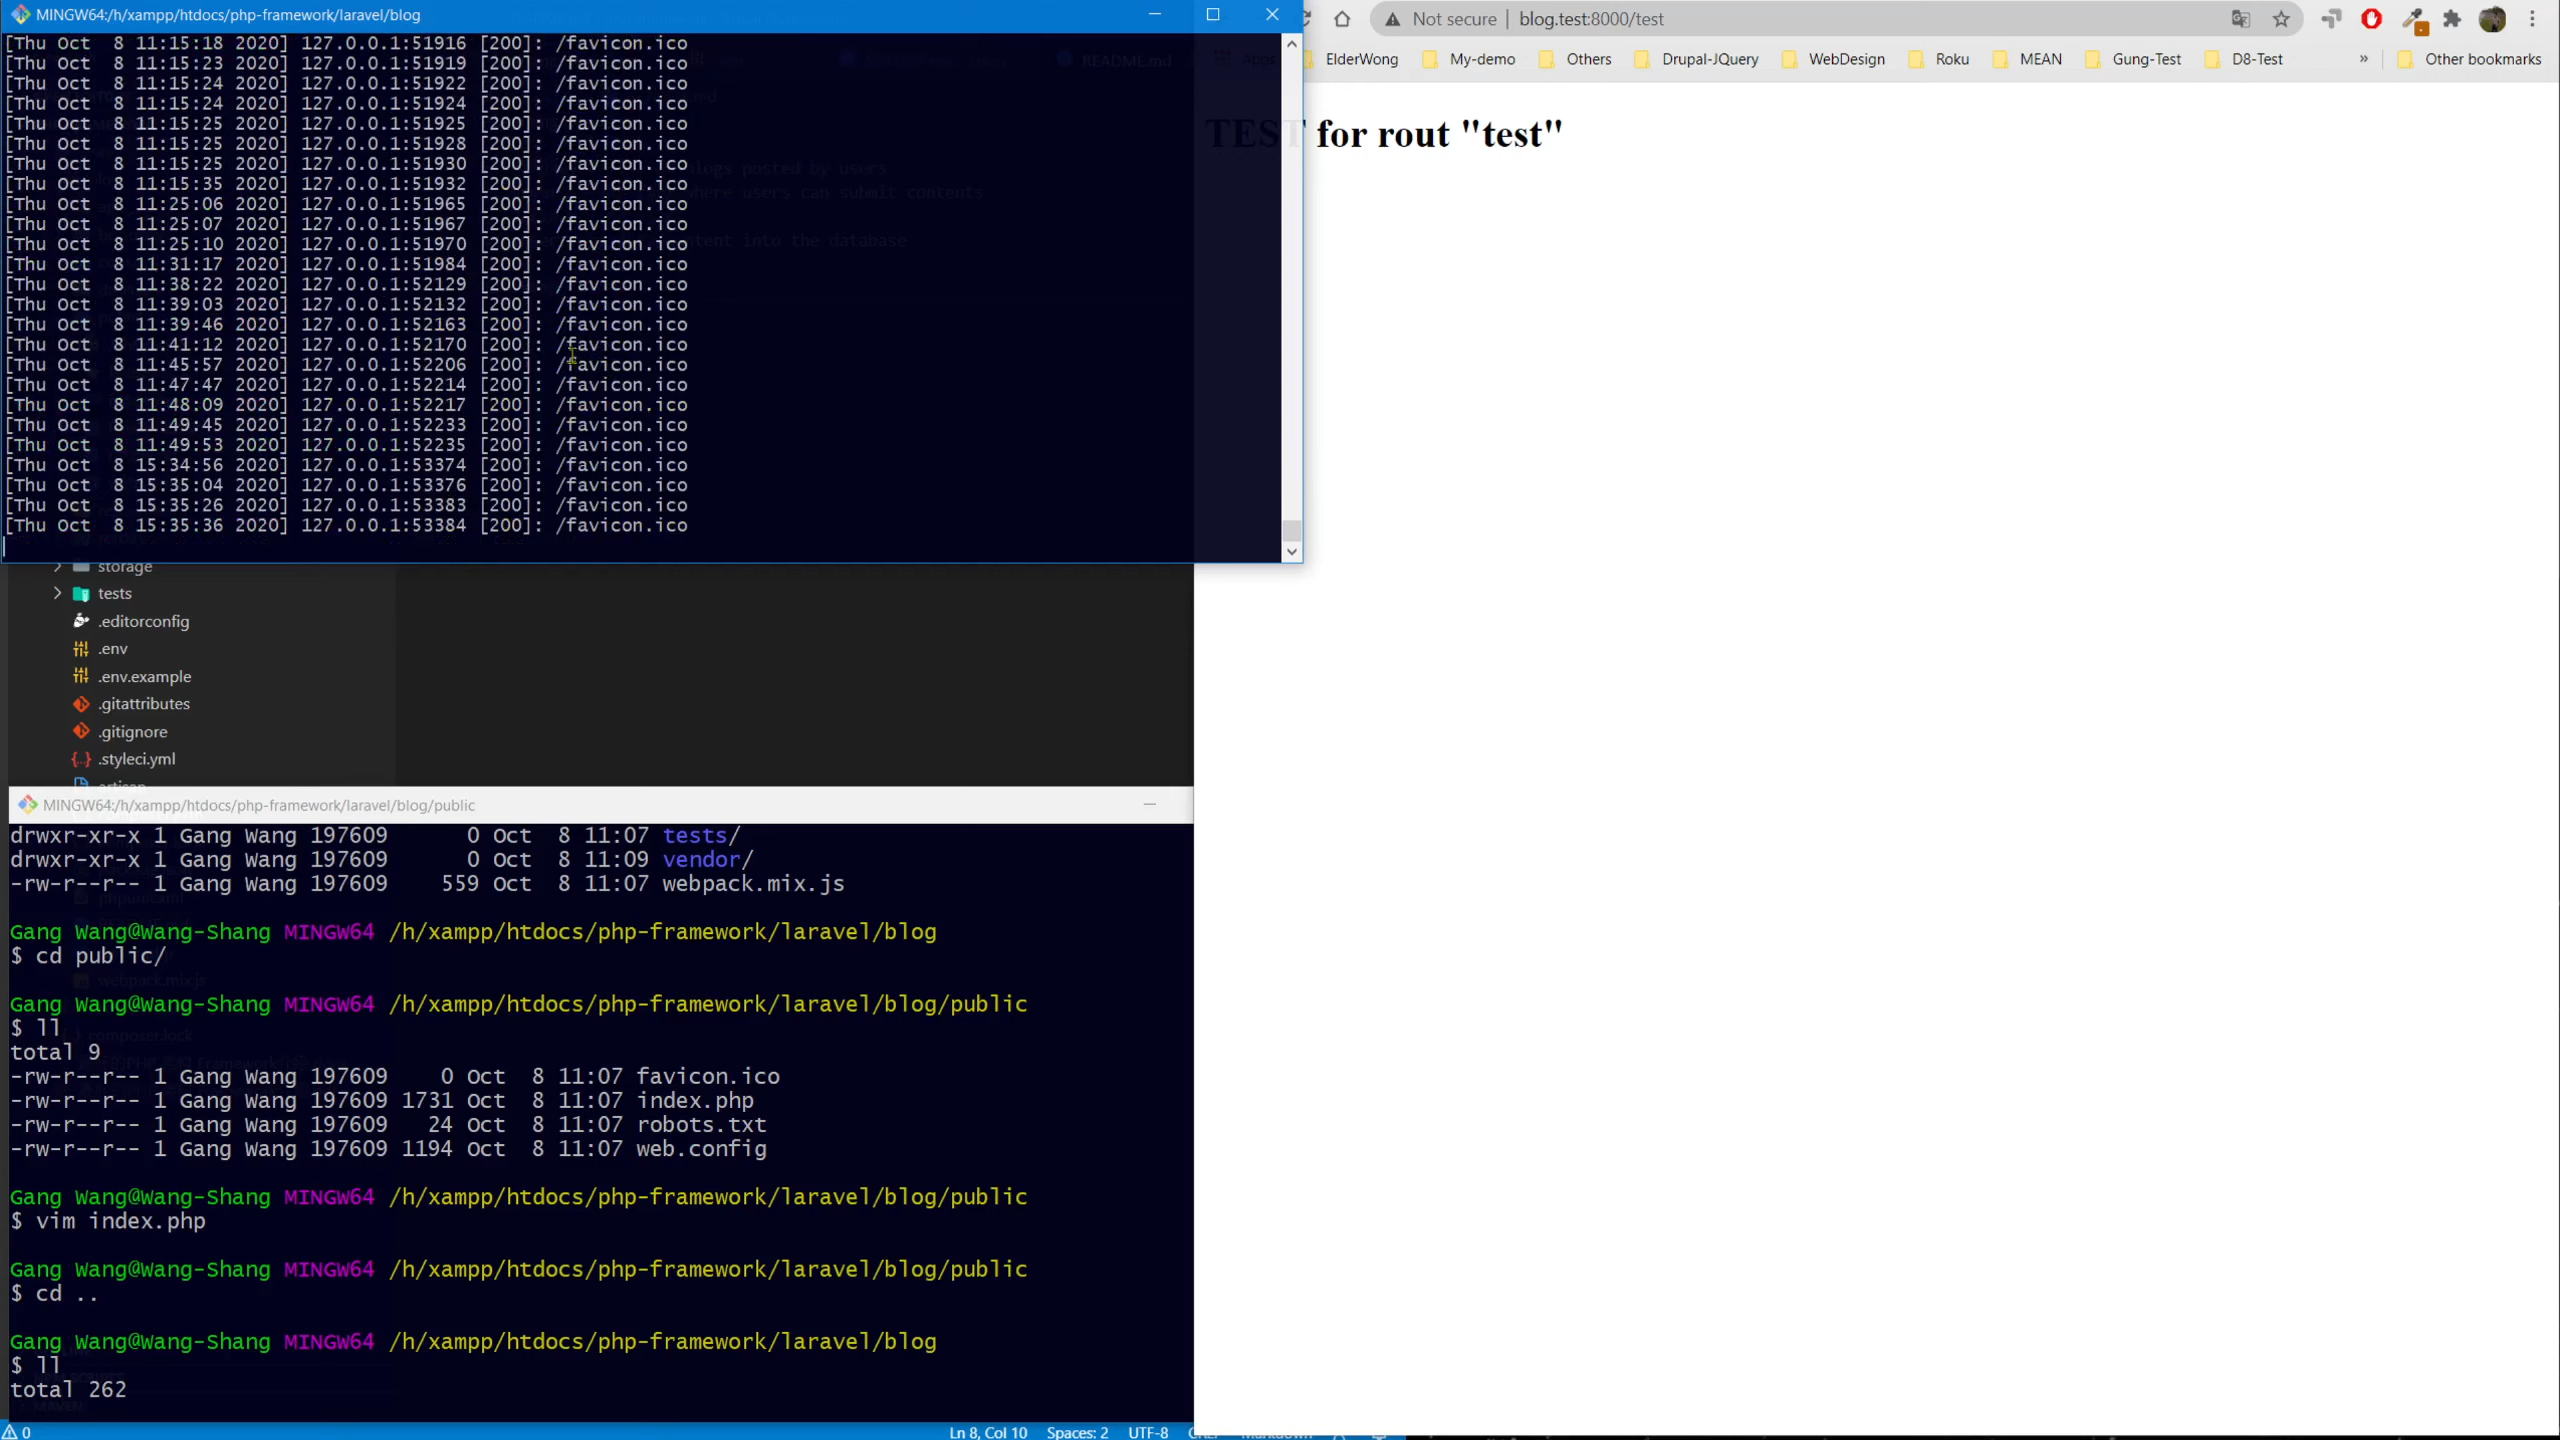 MINGW64:/h/xampp/htdocs/php-framework/laravel/blog
[Thu Oct  8 11:15:18 2020] 127.0.0.1:51916 [200]: /favicon.ico
[Thu Oct  8 11:15:23 2020] 127.0.0.1:51919 [200]: /favicon.ico
[Thu Oct  8 11:15:24 2020] 127.0.0.1:51922 [200]: /favicon.ico
[Thu Oct  8 11:15:24 2020] 127.0.0.1:51924 [200]: /favicon.ico
[Thu Oct  8 11:15:25 2020] 127.0.0.1:51925 [200]: /favicon.ico
[Thu Oct  8 11:15:25 2020] 127.0.0.1:51928 [200]: /favicon.ico
[Thu Oct  8 11:15:25 2020] 127.0.0.1:51930 [200]: /favicon.ico
[Thu Oct  8 11:15:35 2020] 127.0.0.1:51932 [200]: /favicon.ico
[Thu Oct  8 11:25:06 2020] 127.0.0.1:51965 [200]: /favicon.ico
[Thu Oct  8 11:25:07 2020] 127.0.0.1:51967 [200]: /favicon.ico
[Thu Oct  8 11:25:10 2020] 127.0.0.1:51970 [200]: /favicon.ico
[Thu Oct  8 11:31:17 2020] 127.0.0.1:51984 [200]: /favicon.ico
[Thu Oct  8 11:38:22 2020] 127.0.0.1:52129 [200]: /favicon.ico
[Thu Oct  8 11:39:03 2020] 127.0.0.1:52132 [200]: /favicon.ico
[Thu Oct  8 11:39:46 2020] 127.0.0.1:52163 [200]: /favicon.ico
[Thu Oct  8 11:41:12 2020] 127.0.0.1:52170 [200]: /favicon.ico
[Thu Oct  8 11:45:57 2020] 127.0.0.1:52206 [200]: /favicon.ico
[Thu Oct  8 11:47:47 2020] 127.0.0.1:52214 [200]: /favicon.ico
[Thu Oct  8 11:48:09 2020] 127.0.0.1:52217 [200]: /favicon.ico
[Thu Oct  8 11:49:45 2020] 127.0.0.1:52233 [200]: /favicon.ico
[Thu Oct  8 11:49:53 2020] 127.0.0.1:52235 [200]: /favicon.ico
[Thu Oct  8 15:34:56 2020] 127.0.0.1:53374 [200]: /favicon.ico
[Thu Oct  8 15:35:04 2020] 127.0.0.1:53376 [200]: /favicon.ico
[Thu Oct  8 15:35:26 2020] 127.0.0.1:53383 [200]: /favicon.ico
[Thu Oct  8 15:35:36 2020] 127.0.0.1:53384 [200]: /favicon.ico
README.md
logs posted by users
where users can submit contents
tent into the database
storage
tests
.editorconfig
.env
.env.example
.gitattributes
.gitignore
.styleci.yml
artisan
MINGW64:/h/xampp/htdocs/php-framework/laravel/blog/public
drwxr-xr-x 1 Gang Wang 197609      0 Oct  8 11:07 tests/
drwxr-xr-x 1 Gang Wang 197609      0 Oct  8 11:09 vendor/
-rw-r--r-- 1 Gang Wang 197609    559 Oct  8 11:07 webpack.mix.js
Gang Wang@Wang-Shang MINGW64 /h/xampp/htdocs/php-framework/laravel/blog
$ cd public/
webpack.mix.js
Gang Wang@Wang-Shang MINGW64 /h/xampp/htdocs/php-framework/laravel/blog/public
$ ll
composer.lock
total 9
-rw-r--r-- 1 Gang Wang 197609    0 Oct  8 11:07 favicon.ico
-rw-r--r-- 1 Gang Wang 197609 1731 Oct  8 11:07 index.php
-rw-r--r-- 1 Gang Wang 197609   24 Oct  8 11:07 robots.txt
-rw-r--r-- 1 Gang Wang 197609 1194 Oct  8 11:07 web.config
Gang Wang@Wang-Shang MINGW64 /h/xampp/htdocs/php-framework/laravel/blog/public
$ vim index.php
Gang Wang@Wang-Shang MINGW64 /h/xampp/htdocs/php-framework/laravel/blog/public
$ cd ..
Gang Wang@Wang-Shang MINGW64 /h/xampp/htdocs/php-framework/laravel/blog
$ ll
total 262
0
Ln 8, Col 10 Spaces: 2 UTF-8 CRLF Markdown
Not secure blog.test:8000/test
Apps ElderWong My-demo Others Drupal-JQuery WebDesign Roku MEAN Gung-Test D8-Test » Other bookmarks
TEST for rout "test"